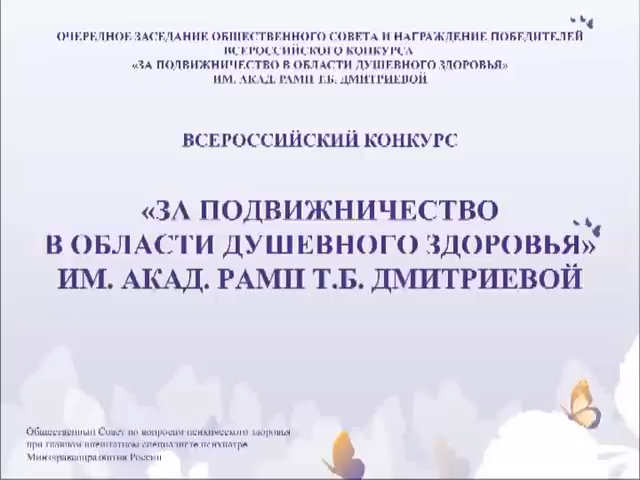 ОЧЕРЕДНОЕ ЗАСЕДАНИЕ ОБЩЕСТВЕННОГО СОВЕТА И НАГРАЖДЕНИЕ ПОБЕДИТЕЛЕЙ
ВСЕРОССИЙСКОГО КОНКУРСА
«ЗА ПОДВИЖНИЧЕСТВО В ОБЛАСТИ ДУШЕВНОГО ЗДОРОВЬЯ»
ИМ. АКАД. РАМН Т.Б. ДМИТРИЕВОЙ
ВСЕРОССИЙСКИЙ КОНКУРС
«ЗА ПОДВИЖНИЧЕСТВО
В ОБЛАСТИ ДУШЕВНОГО ЗДОРОВЬЯ»
ИМ. АКАД. РАМН Т.Б. ДМИТРИЕВОЙ
Общественный Совет по вопросам психического здоровья
при главном внештатном специалисте психиатре
Минздравсоцразвития России